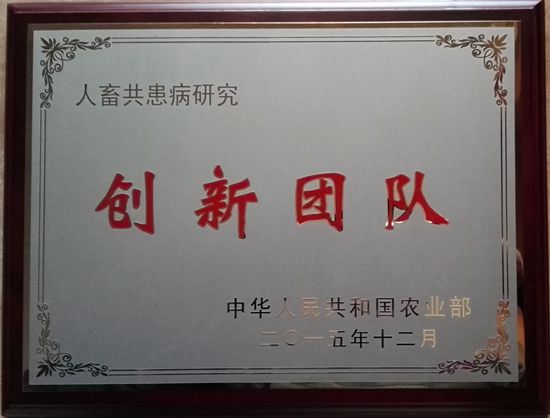 人畜共患病研究
创新团队
中华人民共和国农业部
二〇一五年十二月